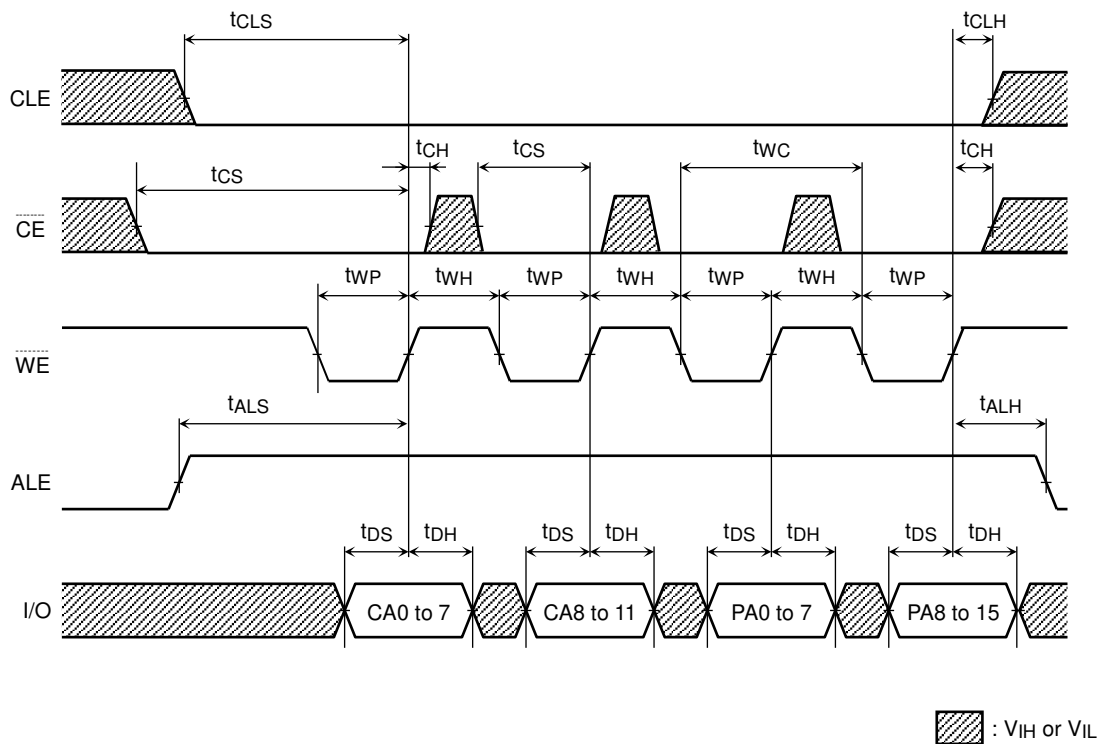 tCLS
tCLH
CLE
tCH
tCS
tWC
tCH
tCS
CE
tWP
tWH
tWP
tWH
tWP
tWH
tWP
WE
tALS
tALH
ALE
tDS
tDH
tDS
tDH
tDS
tDH
tDS
tDH
I/O
CA0 to 7
CA8 to 11
PA0 to 7
PA8 to 15
: VIH or VIL